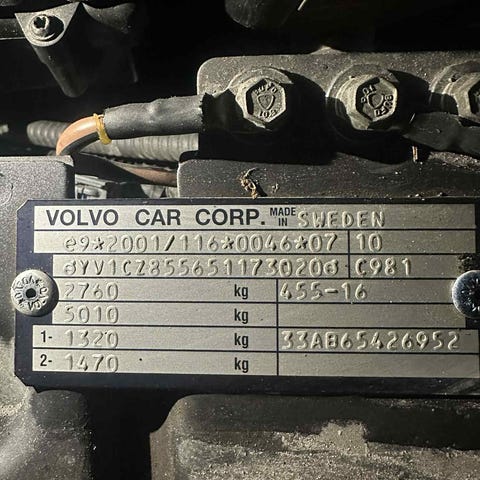 VOLVO CAR CORP. MADE IN SWEDEN
e9*2001/116*0046*07 10
YV1CZ855651173020 C981
2760 kg 455-16
5010 kg
1- 1320 kg 33AB65426952
2- 1470 kg